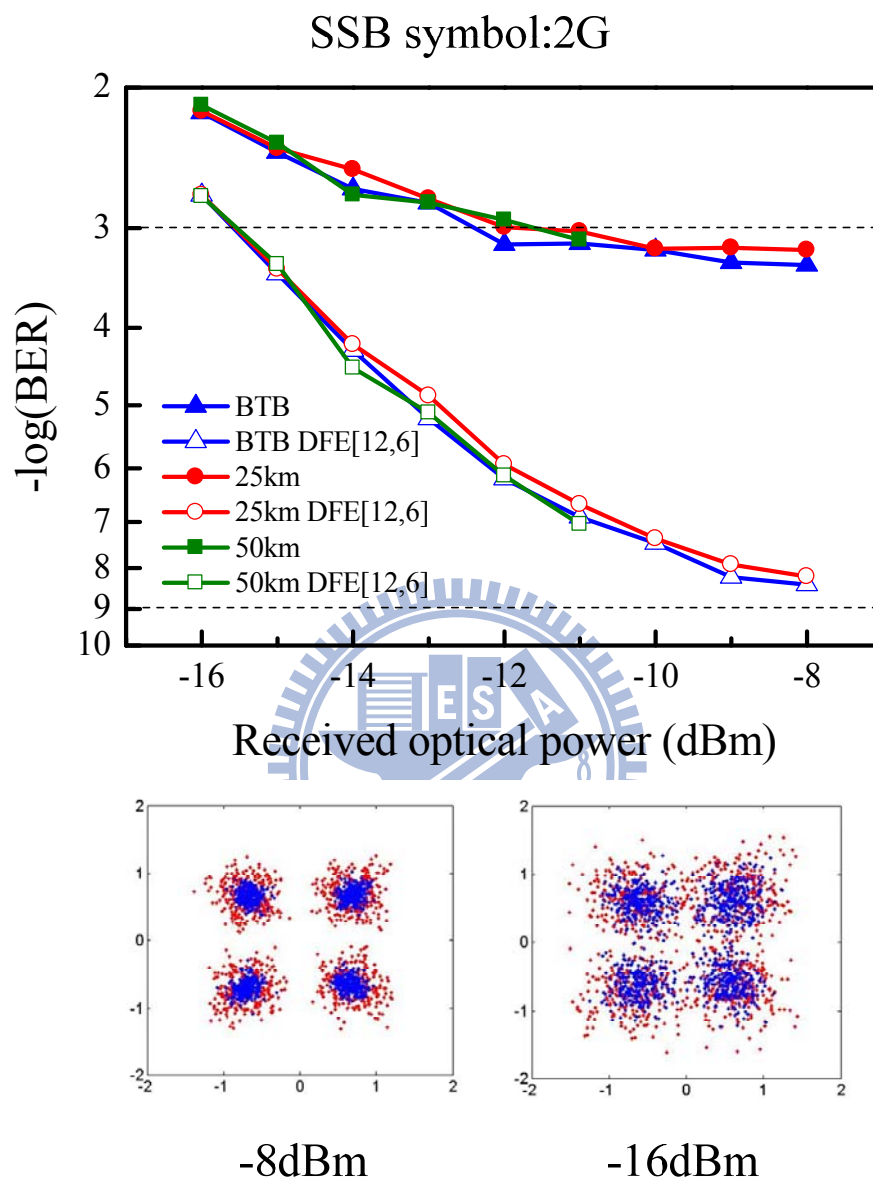 SSB symbol:2G
2
3
4
5
6
7
8
9
10
-log(BER)
BTB
BTB DFE[12,6]
25km
25km DFE[12,6]
50km
50km DFE[12,6]
-16
-14
-12
-10
-8
E S A
8
Received optical power (dBm)
2
1
0
-1
-2
-2
-1
0
1
2
2
1
0
-1
-2
-2
-1
0
1
2
-8dBm
-16dBm